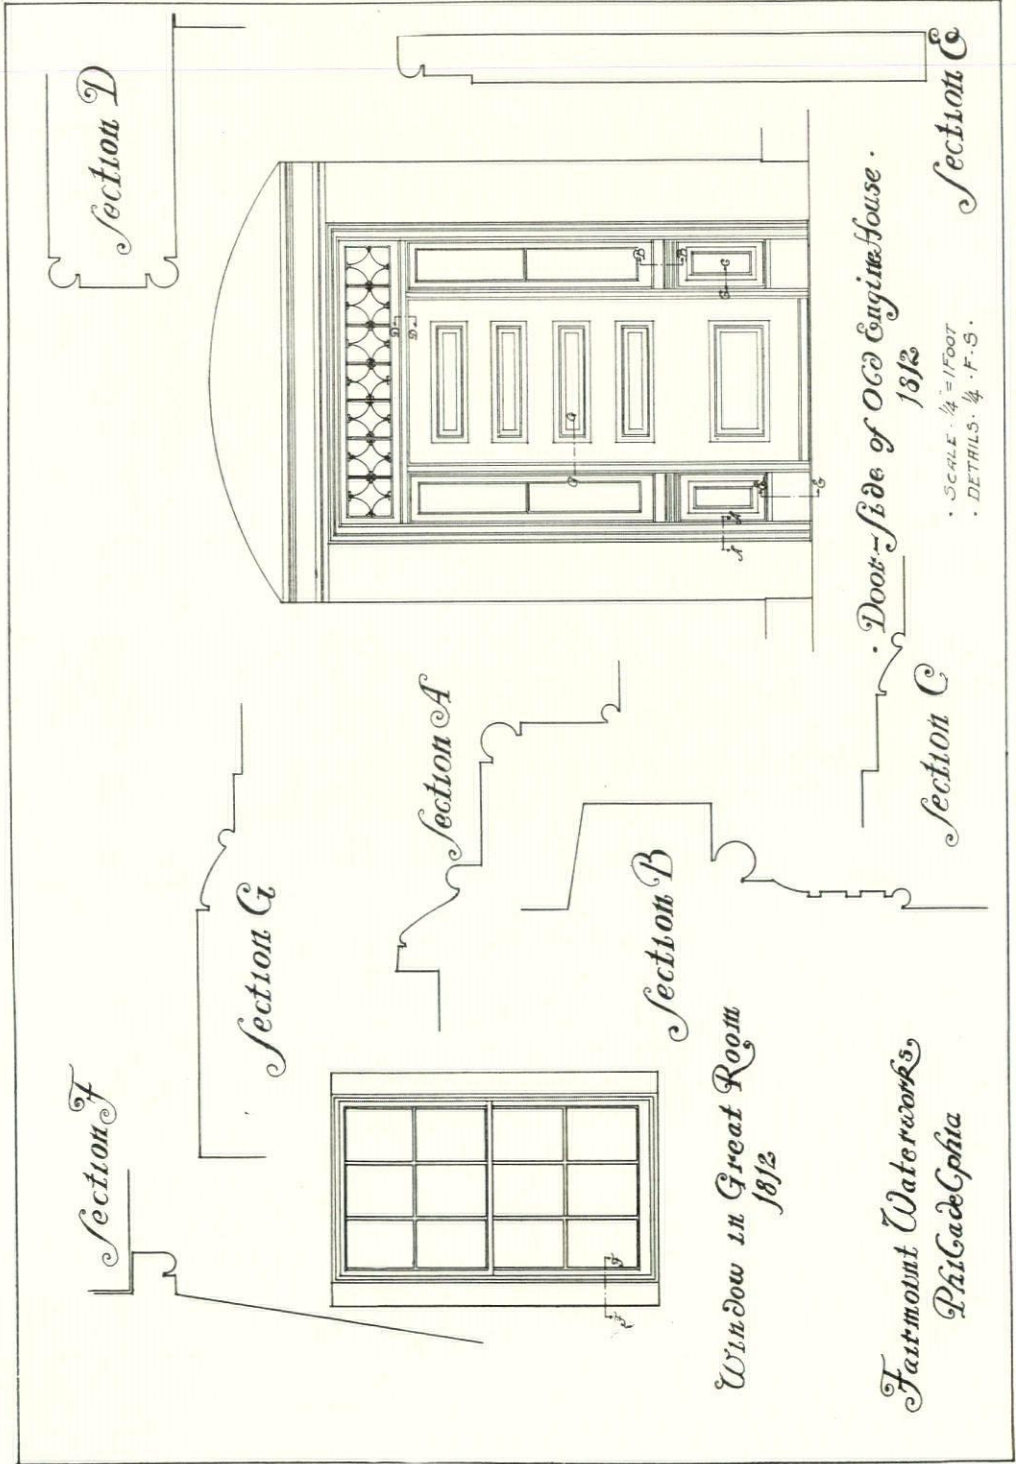 Section F
Section G
Section A
Section D
Section B
Section C
Section E
Window in Great Room
1812
· Door-Side of Old Engine House ·
1812
· SCALE · 1/4" = 1 FOOT
· DETAILS · 1/4 · F.S. ·
Fairmount Waterworks,
Philadelphia
F
F
A
A
B
B
C
C
D
D
E
E
G
G